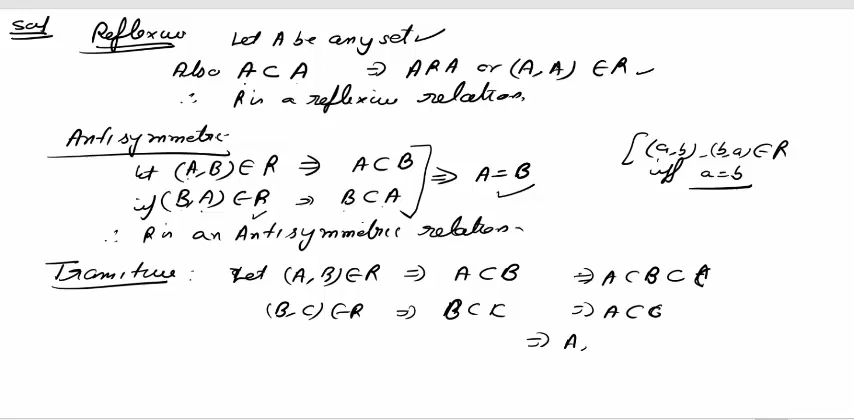 Sol Reflexive Let A be any set ✓
Also A ⊂ A ⇒ ARA or (A, A) ∈ R ✓
∴ R is a reflexive relation,
Antisymmetric
Let (A, B) ∈ R ⇒ A ⊂ B
if (B, A) ∈ R ⇒ B ⊂ A ] ⇒ A = B
[(a,b), (b,a) ∈ R
iff a = b
∴ R is an Antisymmetric relation
Transitive : Let (A, B) ∈ R ⇒ A ⊂ B ⇒ A ⊂ B ⊂ C
(B, C) ∈ R ⇒ B ⊂ C ⇒ A ⊂ C
⇒ A,